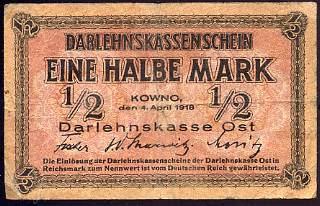 DARLEHNSKASSENSCHEIN
EINE HALBE MARK
1/2 KOWNO, 1/2
den 4. April 1918
Darlehnskasse Ost
Die Einlösung der Darlehnskassenscheine der Darlehnskasse Ost in
Reichsmark zum Nennwert ist vom Deutschen Reich gewährleistet.